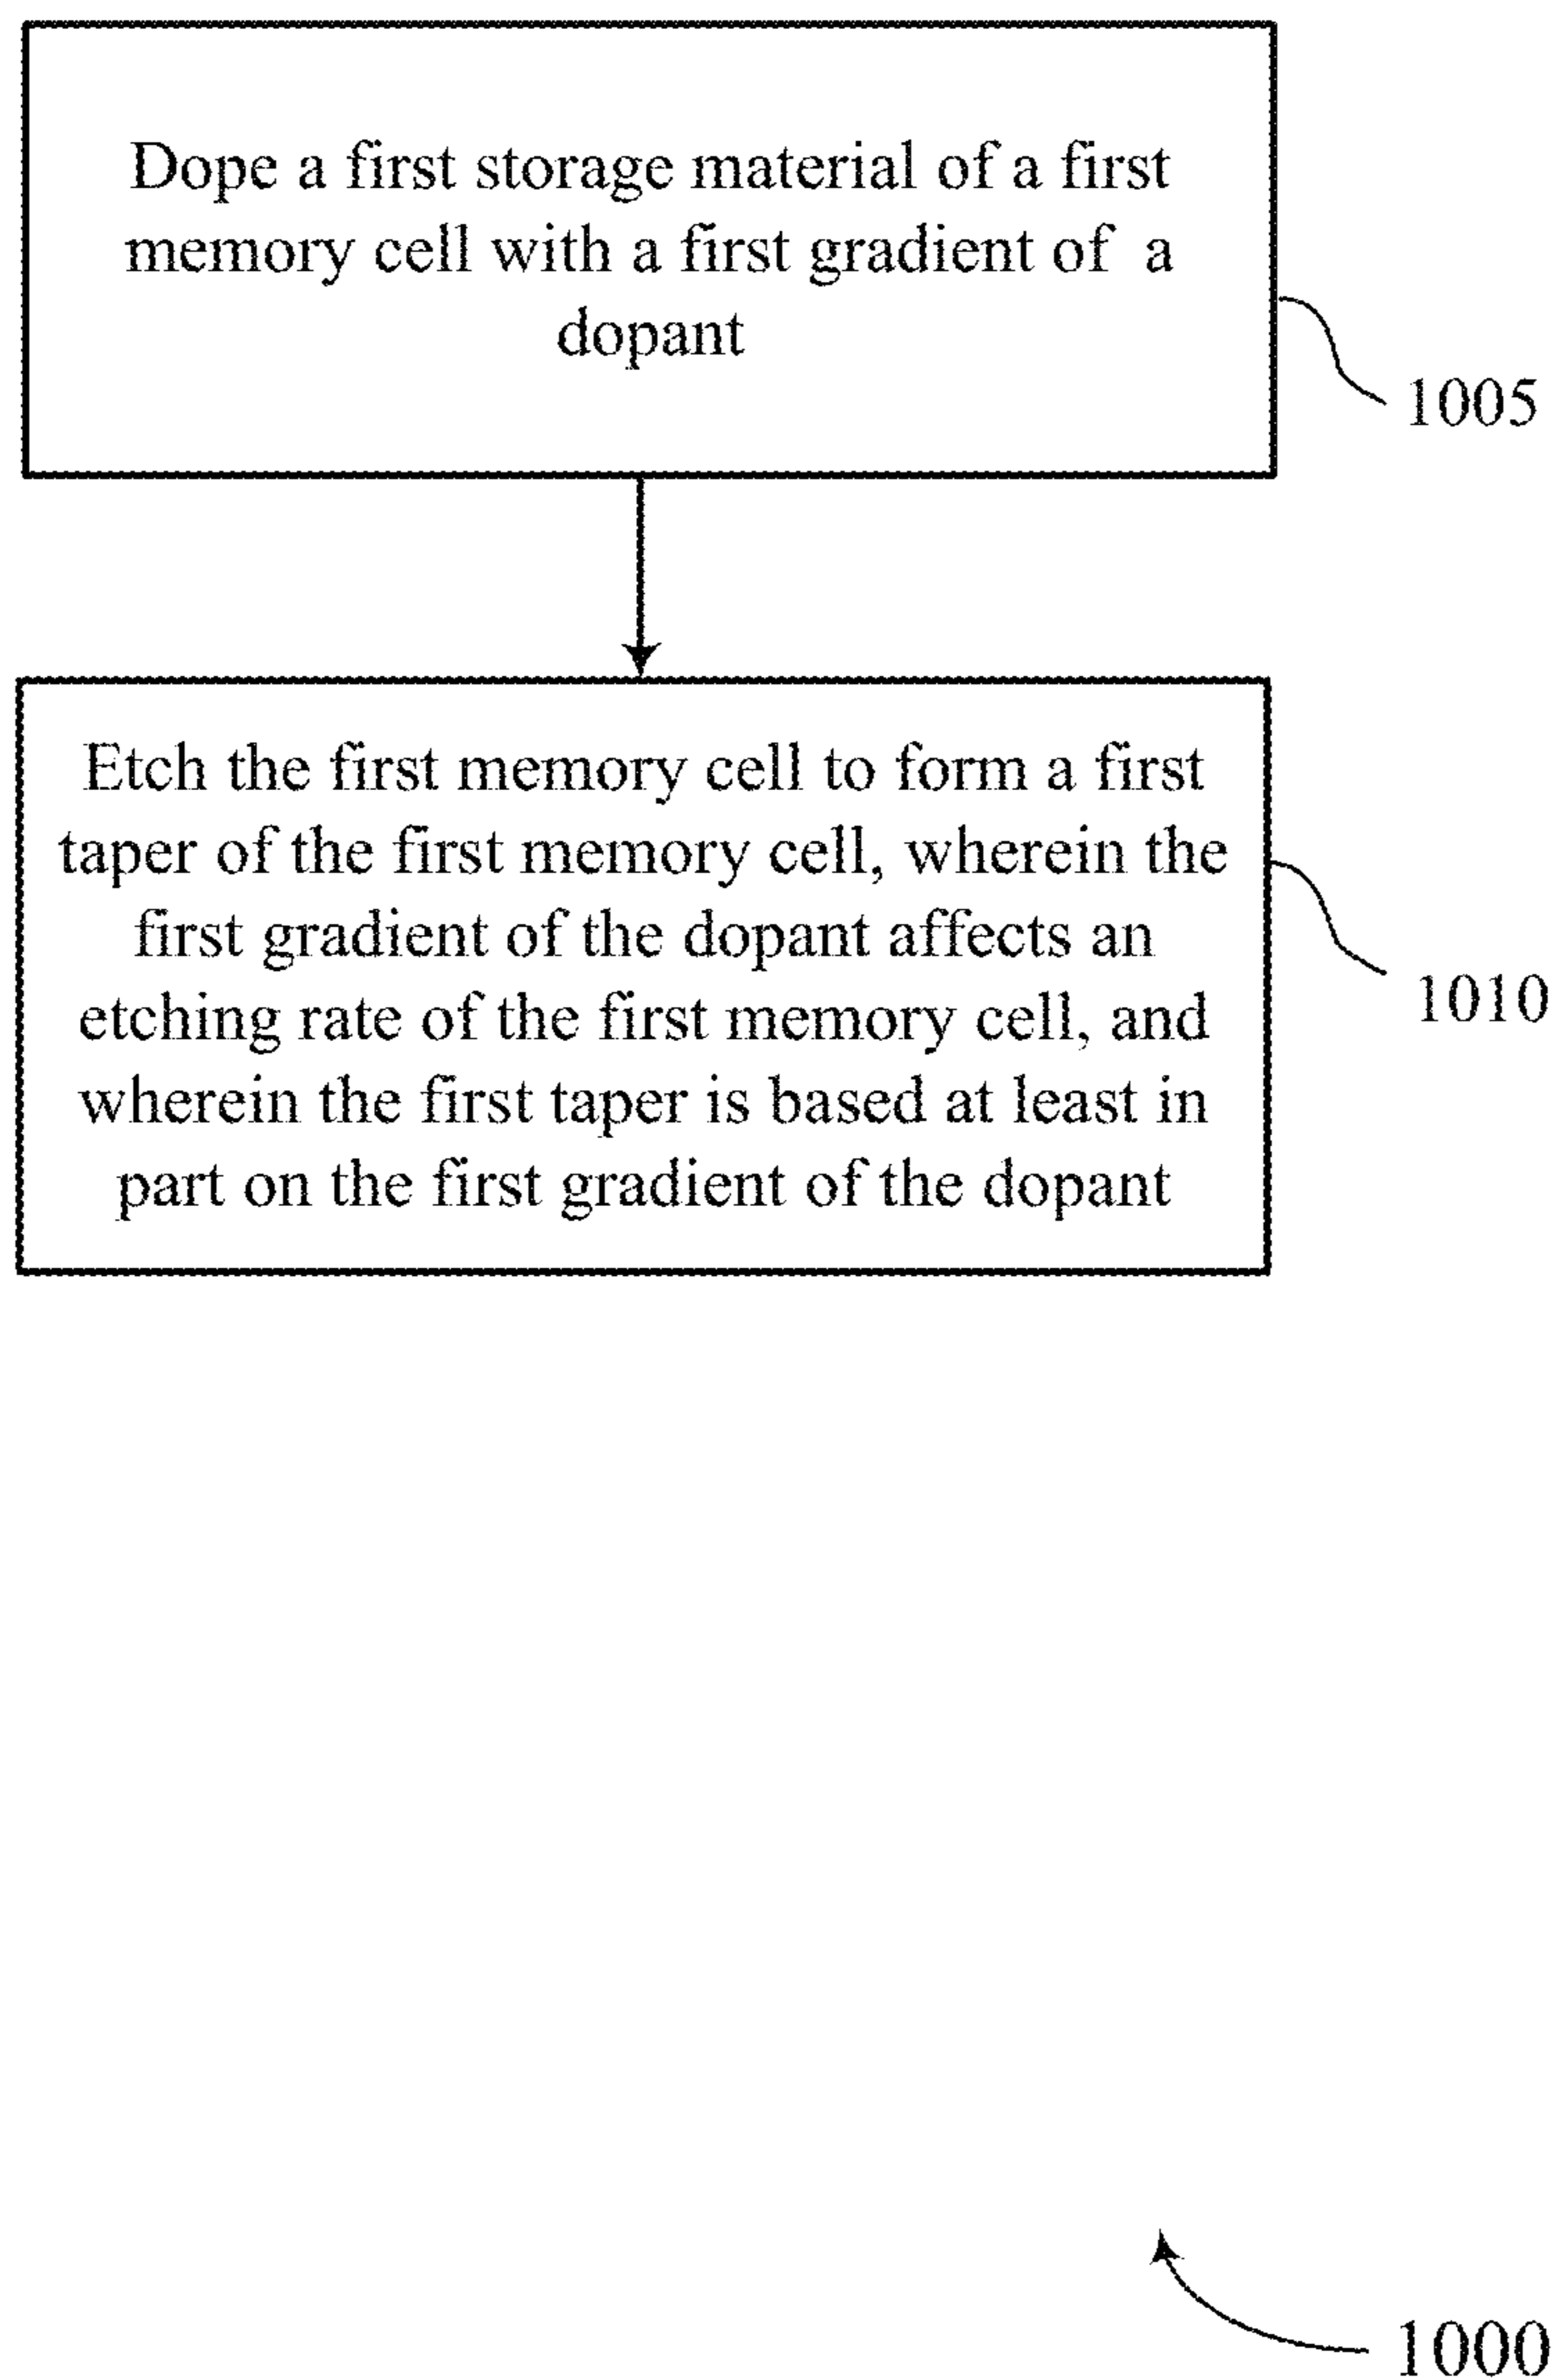 Dope a first storage material of a first
memory cell with a first gradient of a
dopant
1005
Etch the first memory cell to form a first
taper of the first memory cell, wherein the
first gradient of the dopant affects an
etching rate of the first memory cell, and
wherein the first taper is based at least in
part on the first gradient of the dopant
1010
1000